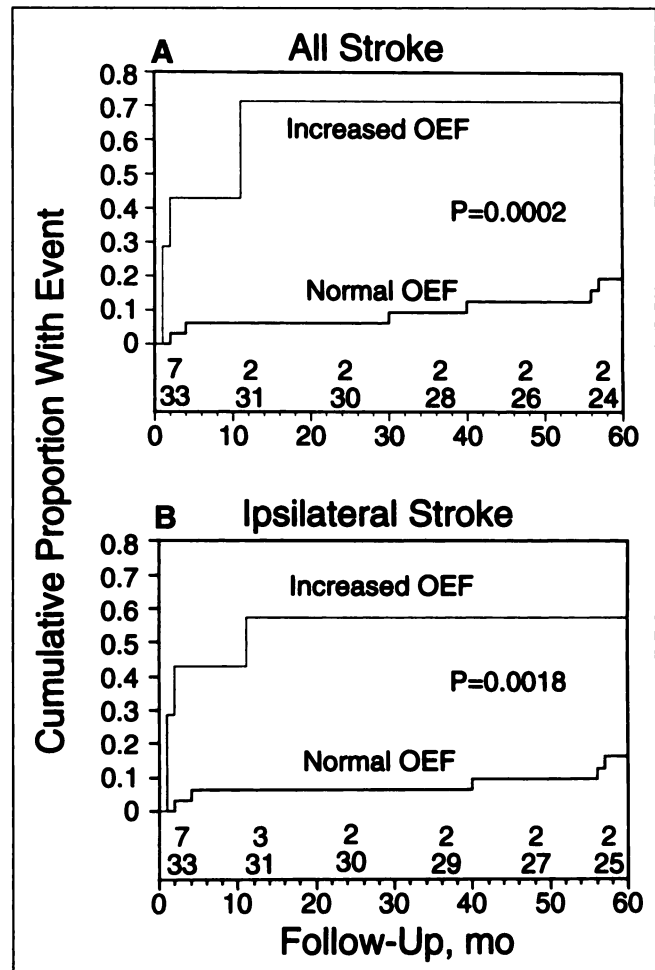 A All Stroke
0.8
0.7
0.6
0.5
0.4
0.3
0.2
0.1
0
Increased OEF
P=0.0002
Normal OEF
7 2 2 2 2 2
33 31 30 28 26 24
0 10 20 30 40 50 60
Cumulative Proportion With Event
B Ipsilateral Stroke
0.8
0.7
0.6
0.5
0.4
0.3
0.2
0.1
0
Increased OEF
P=0.0018
Normal OEF
7 3 2 2 2 2
33 31 30 29 27 25
0 10 20 30 40 50 60
Follow-Up, mo